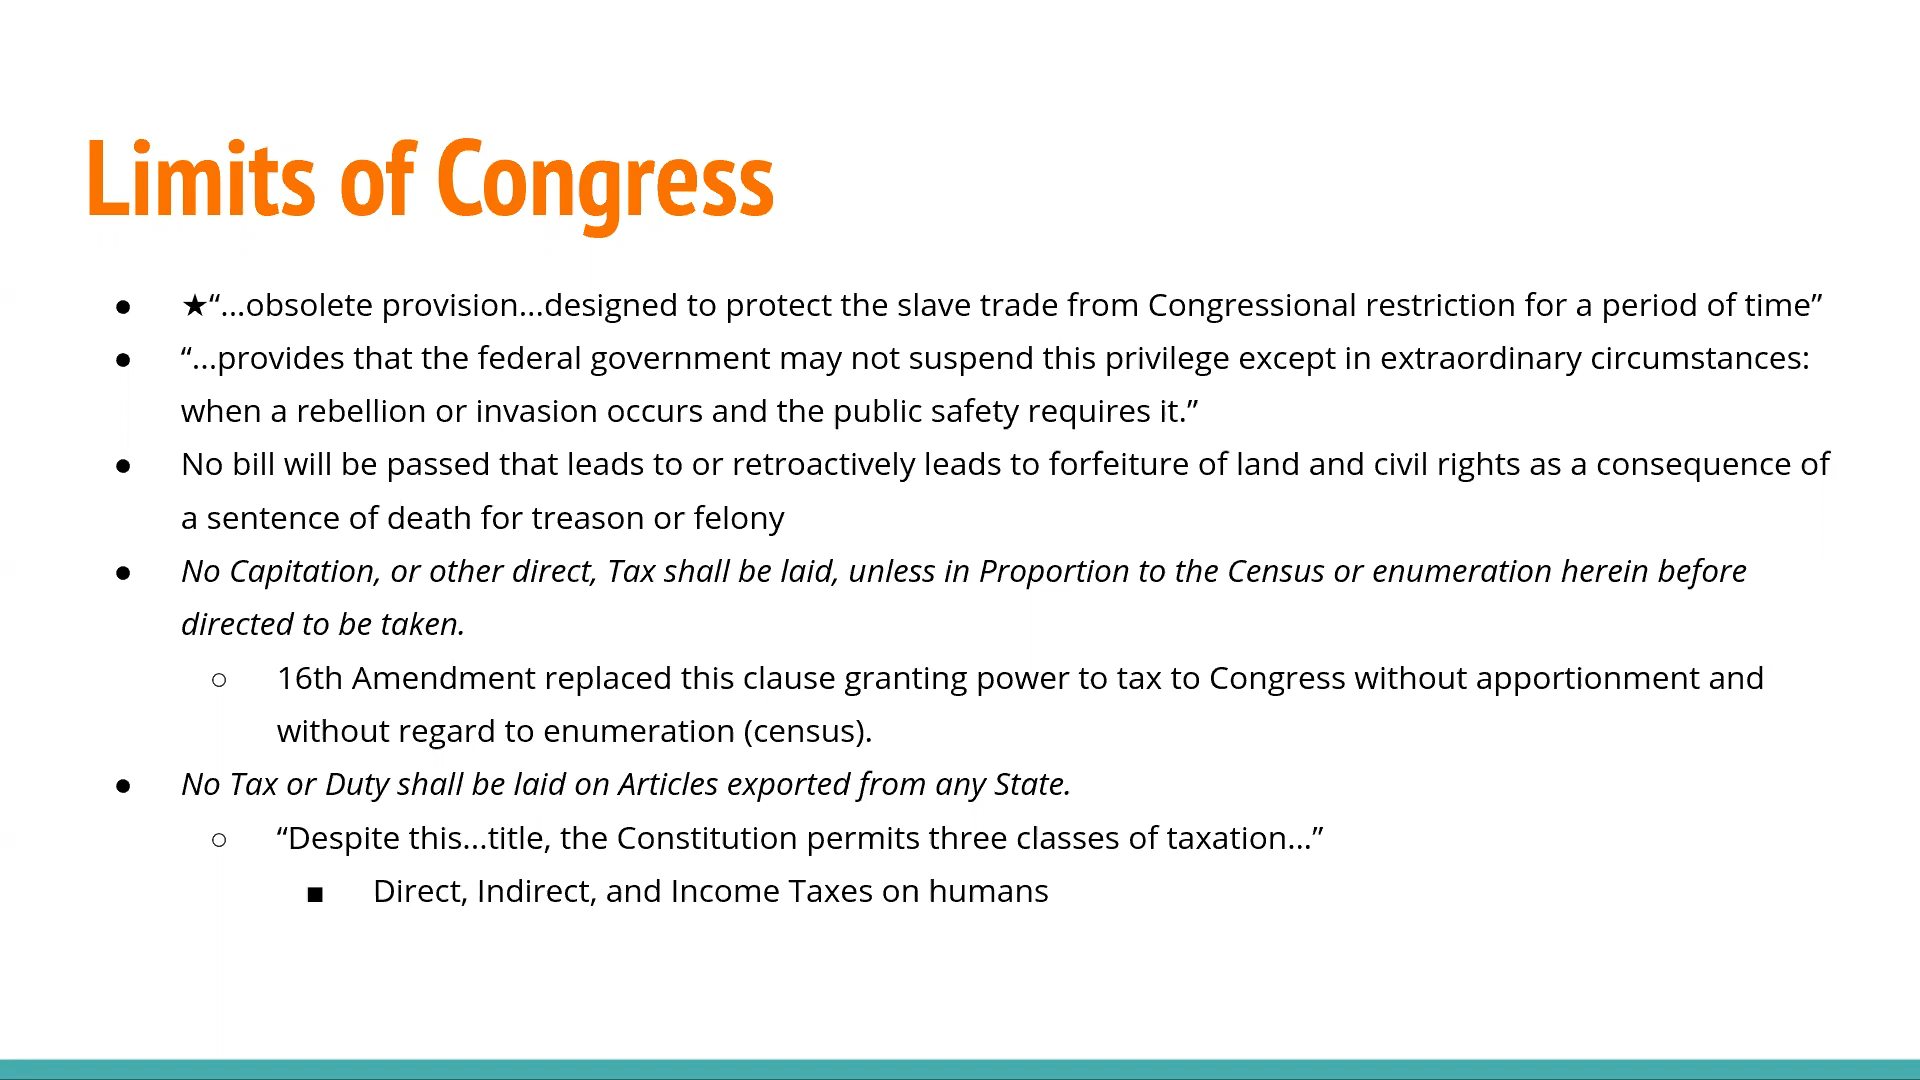 Limits of Congress
● ★“...obsolete provision...designed to protect the slave trade from Congressional restriction for a period of time”
● “...provides that the federal government may not suspend this privilege except in extraordinary circumstances:
when a rebellion or invasion occurs and the public safety requires it.”
● No bill will be passed that leads to or retroactively leads to forfeiture of land and civil rights as a consequence of
a sentence of death for treason or felony
● No Capitation, or other direct, Tax shall be laid, unless in Proportion to the Census or enumeration herein before
directed to be taken.
○ 16th Amendment replaced this clause granting power to tax to Congress without apportionment and
without regard to enumeration (census).
● No Tax or Duty shall be laid on Articles exported from any State.
○ “Despite this...title, the Constitution permits three classes of taxation...”
■ Direct, Indirect, and Income Taxes on humans